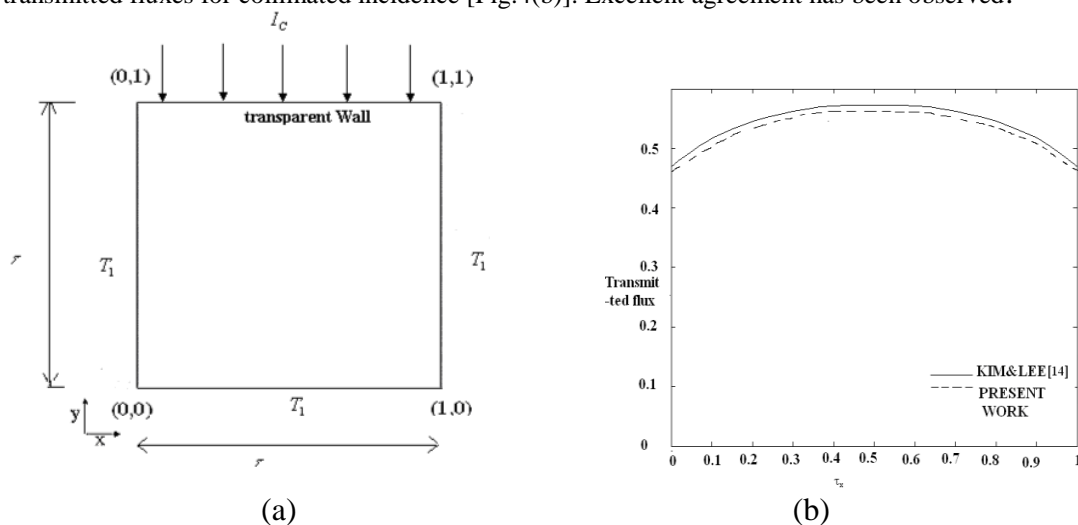 transmitted fluxes for collimated incidence [Fig.4(b)]. Excellent agreement has been observed.
I_c
(0,1)
(1,1)
transparent Wall
τ
T_1
T_1
y
(0,0)
T_1
(1,0)
x
τ
(a)
0.5
0.4
0.3
Transmit
-ted flux
0.2
KIM&LEE[14]
0.1
PRESENT
WORK
0
0 0.1 0.2 0.3 0.4 0.5 0.6 0.7 0.8 0.9 1
τ_x
(b)